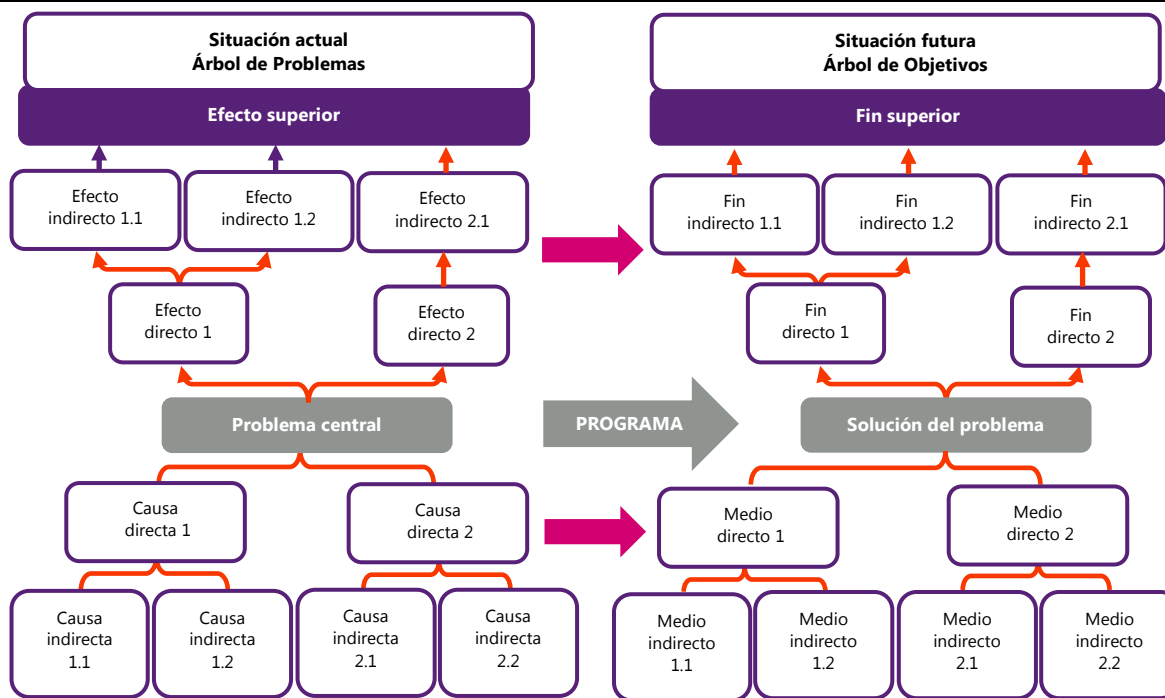 Situación actual
Árbol de Problemas
Efecto superior
Efecto
indirecto 1.1
Efecto
indirecto 1.2
Efecto
indirecto 2.1
Efecto
directo 1
Efecto
directo 2
Problema central
Causa
directa 1
Causa
directa 2
Causa
indirecta
1.1
Causa
indirecta
1.2
Causa
indirecta
2.1
Causa
indirecta
2.2
PROGRAMA
Situación futura
Árbol de Objetivos
Fin superior
Fin
indirecto 1.1
Fin
indirecto 1.2
Fin
indirecto 2.1
Fin
directo 1
Fin
directo 2
Solución del problema
Medio
directo 1
Medio
directo 2
Medio
indirecto
1.1
Medio
indirecto
1.2
Medio
indirecto
2.1
Medio
indirecto
2.2